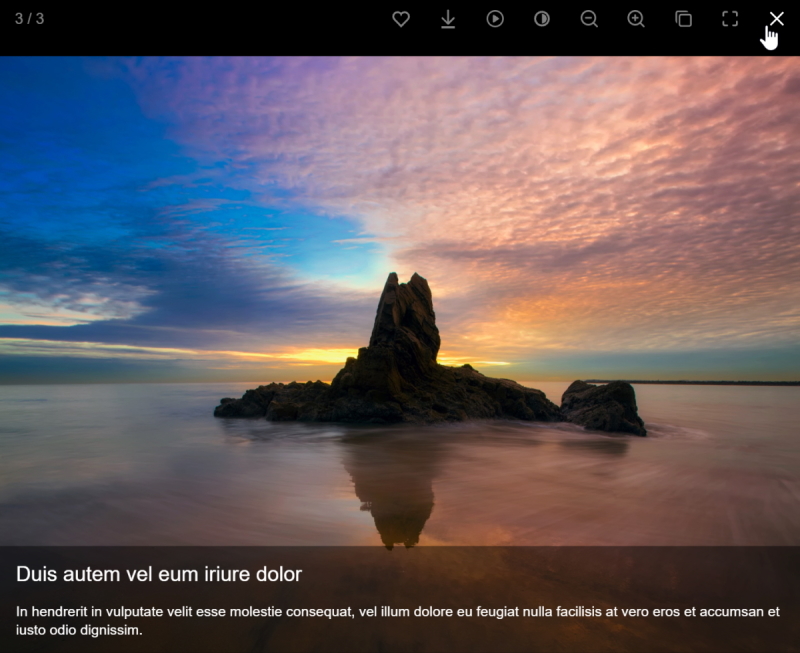 3 / 3
Duis autem vel eum iriure dolor
In hendrerit in vulputate velit esse molestie consequat, vel illum dolore eu feugiat nulla facilisis at vero eros et accumsan et
iusto odio dignissim.